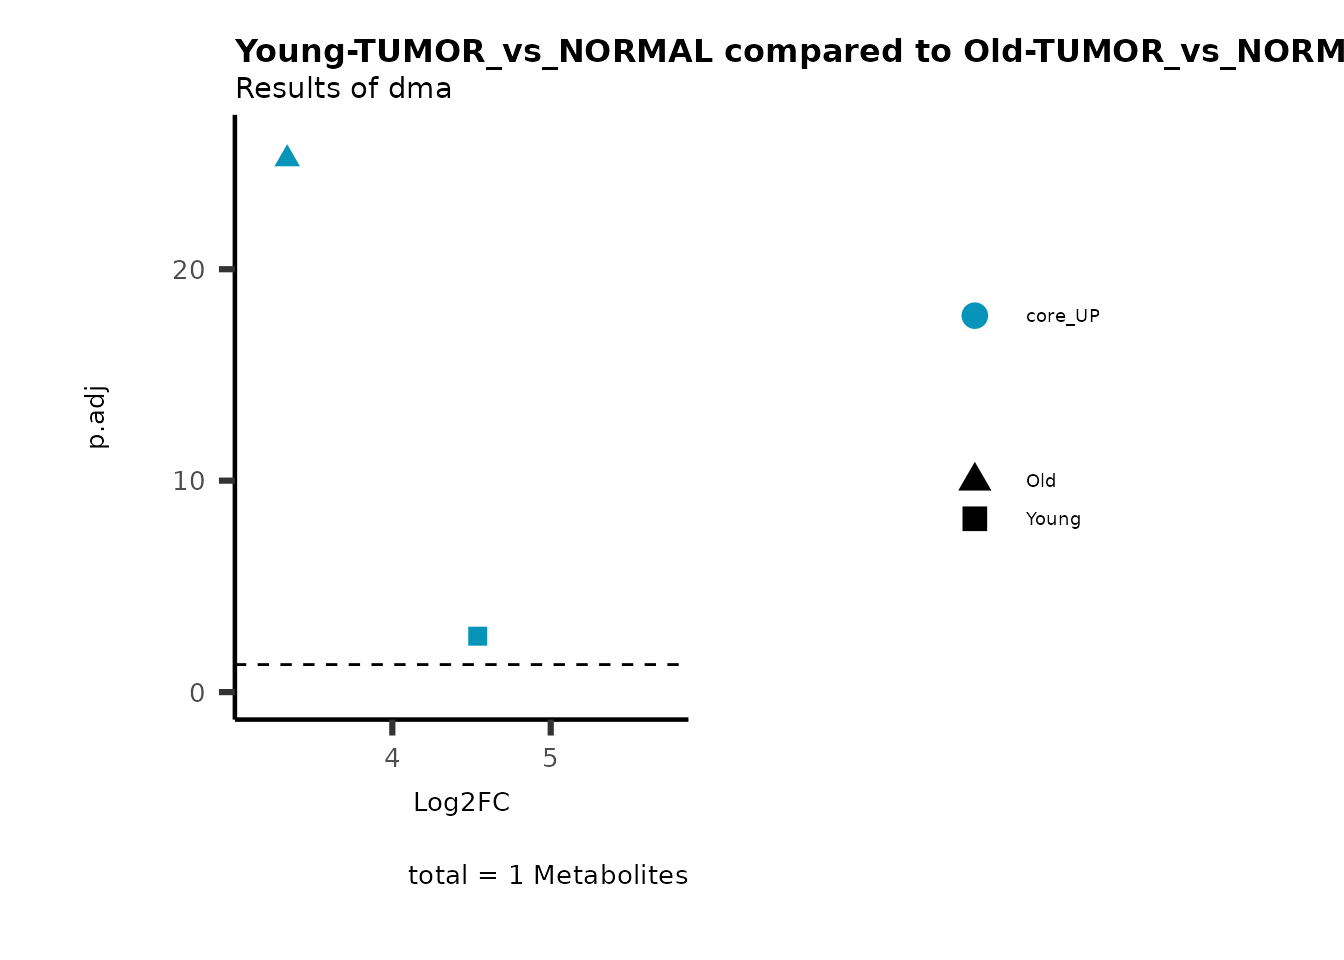 Young-TUMOR_vs_NORMAL compared to Old-TUMOR_vs_NORM
Results of dma
20
10
0
p.adj
4
5
Log2FC
total = 1 Metabolites
core_UP
Old
Young